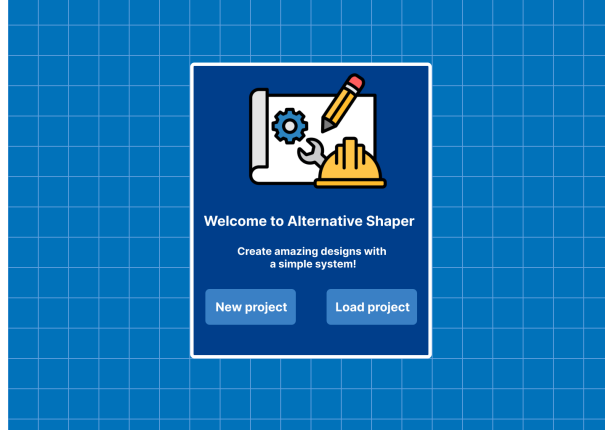 Welcome to Alternative Shaper
Create amazing designs with
a simple system!
New project
Load project